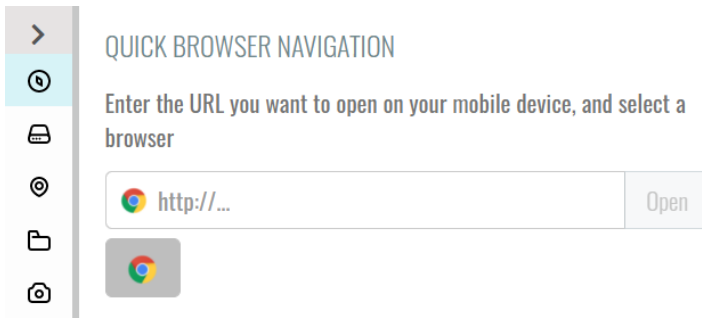 QUICK BROWSER NAVIGATION
Enter the URL you want to open on your mobile device, and select a
browser
http://...
Open